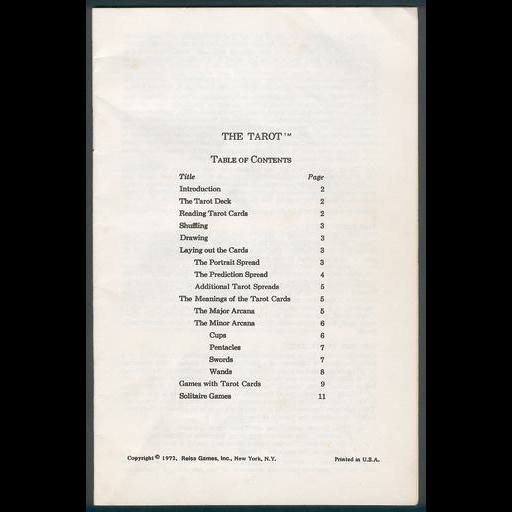 THE TAROT™
TABLE OF CONTENTS
Title Page
Introduction 2
The Tarot Deck 2
Reading Tarot Cards 2
Shuffling 3
Drawing 3
Laying out the Cards 3
The Portrait Spread 3
The Prediction Spread 4
Additional Tarot Spreads 5
The Meanings of the Tarot Cards 5
The Major Arcana 5
The Minor Arcana 6
Cups 6
Pentacles 7
Swords 7
Wands 8
Games with Tarot Cards 9
Solitaire Games 11
Copyright © 1973, Reiss Games, Inc., New York, N.Y. Printed in U.S.A.